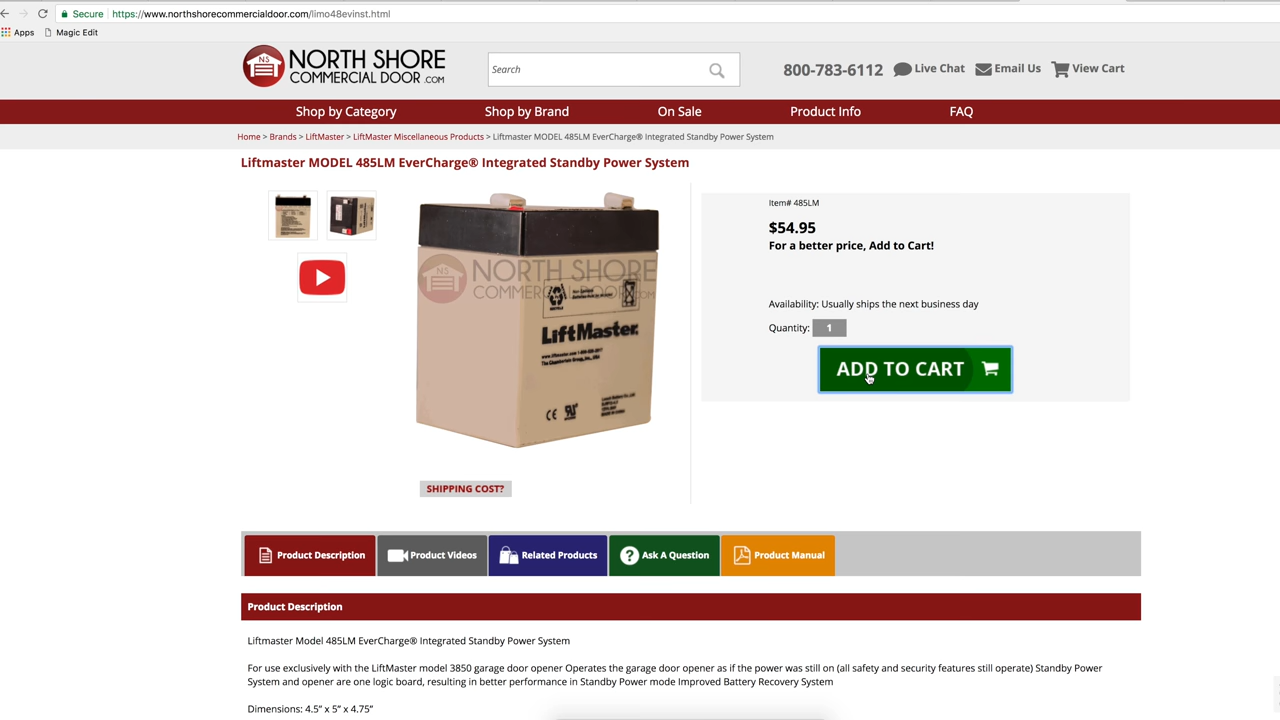 Secure https://www.northshorecommercialdoor.com/limo48evinst.html
Apps Magic Edit
NS NORTH SHORE
COMMERCIAL DOOR.COM
Search
800-783-6112 Live Chat Email Us View Cart
Shop by Category Shop by Brand On Sale Product Info FAQ
Home > Brands > LiftMaster > LiftMaster Miscellaneous Products > Liftmaster MODEL 485LM EverCharge® Integrated Standby Power System
Liftmaster MODEL 485LM EverCharge® Integrated Standby Power System
NORTH SHORE
LiftMaster.
Item# 485LM
$54.95
For a better price, Add to Cart!
Availability: Usually ships the next business day
Quantity: 1
ADD TO CART
SHIPPING COST?
Product Description Product Videos Related Products Ask A Question Product Manual
Product Description
Liftmaster Model 485LM EverCharge® Integrated Standby Power System
For use exclusively with the LiftMaster model 3850 garage door opener Operates the garage door opener as if the power was still on (all safety and security features still operate) Standby Power
System and opener are one logic board, resulting in better performance in Standby Power mode Improved Battery Recovery System
Dimensions: 4.5” x 5” x 4.75”